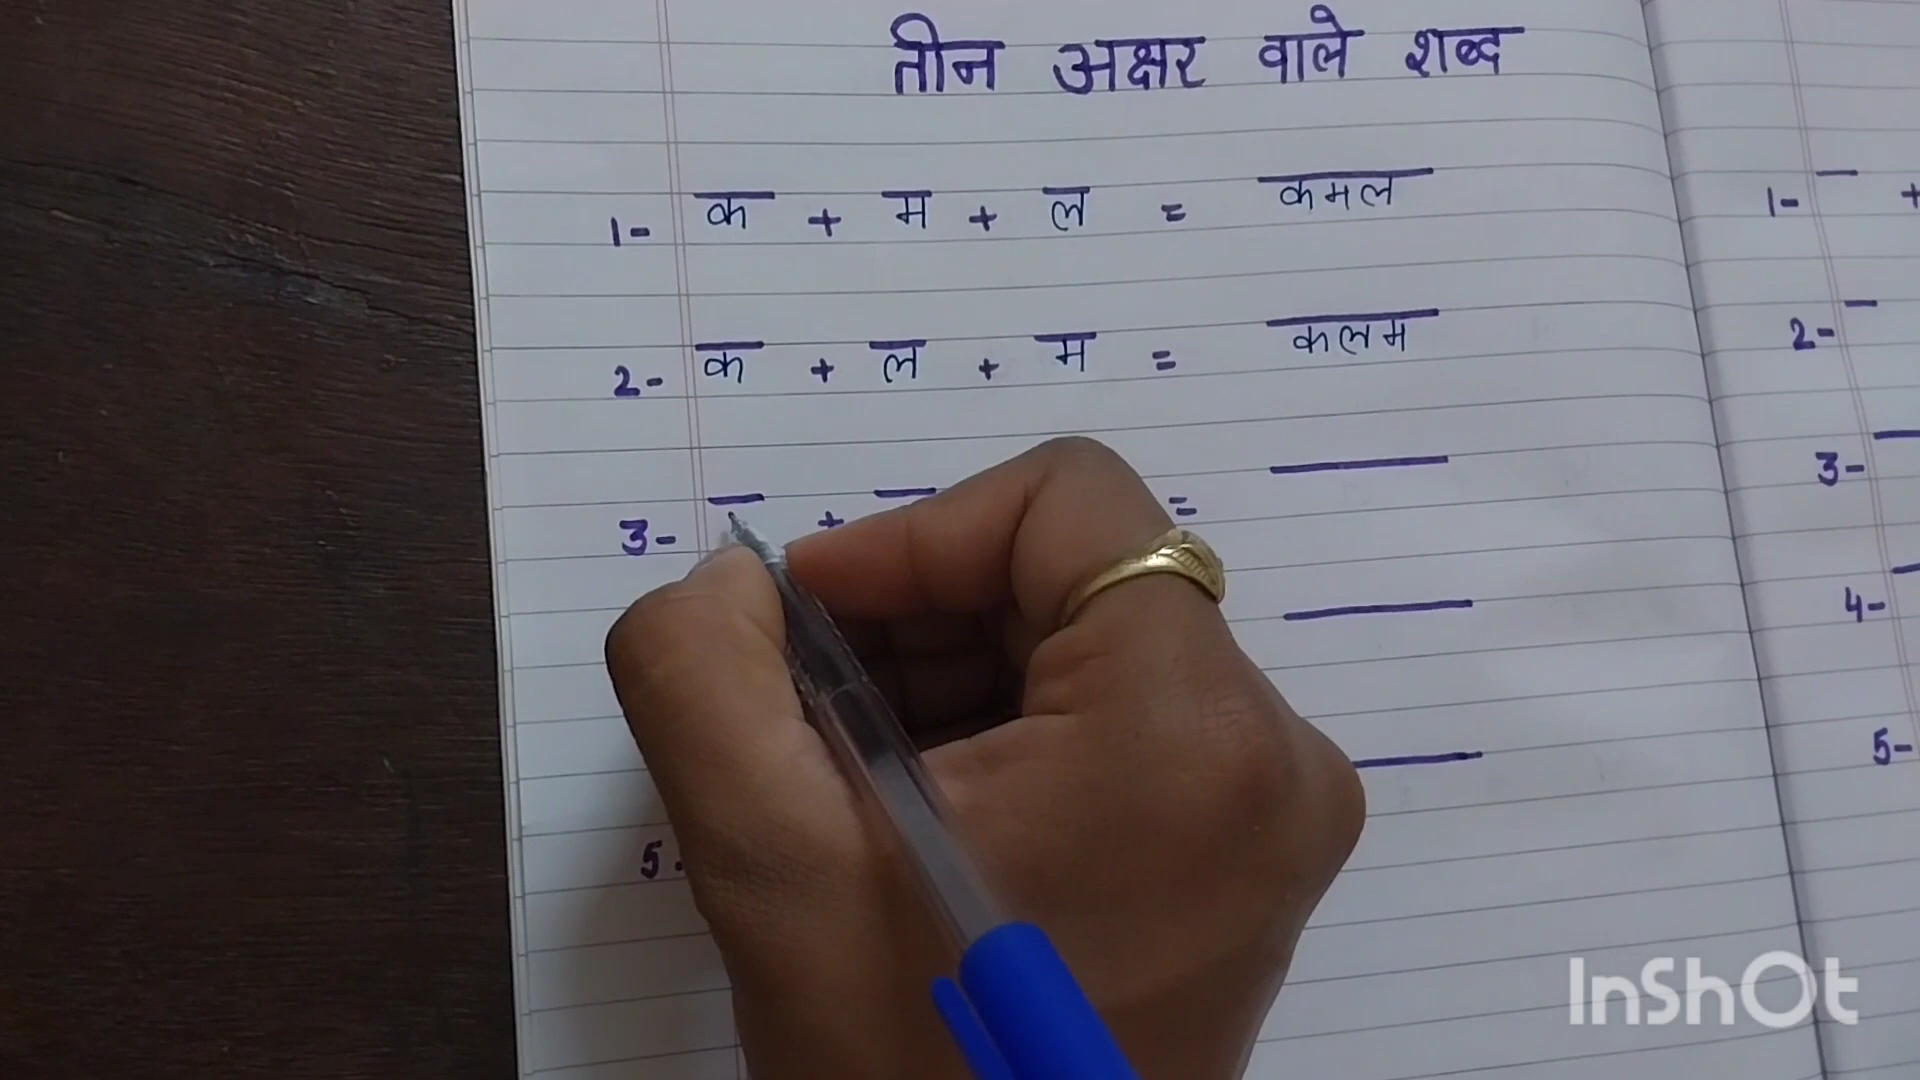 तीन अक्षर वाले शब्द
1- क + म + ल = कमल
2- क + ल + म = कलम
3- + =
5-
1- +
2-
3-
4-
5-
InShOt